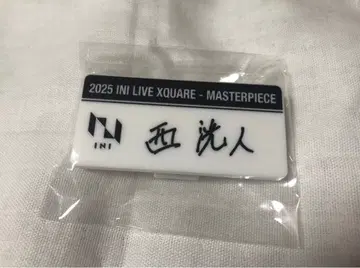 2025 INI LIVE XQUARE - MASTERPIECE
西 洸人
INI